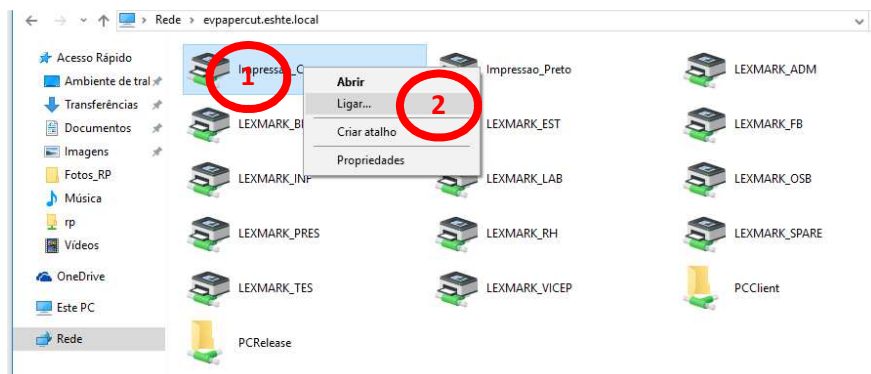 Rede > evpapercut.eshte.local
Acesso Rápido
Ambiente de tral
Transferências
Documentos
Imagens
Fotos_RP
Música
rp
Vídeos
OneDrive
Este PC
Rede
Impressao_C
Impressao_Preto
LEXMARK_ADM
1
Abrir
Ligar...
2
Criar atalho
Propriedades
LEXMARK_EST
LEXMARK_FB
LEXMARK_LAB
LEXMARK_OSB
LEXMARK_PRES
LEXMARK_RH
LEXMARK_SPARE
LEXMARK_TES
LEXMARK_VICEP
PCClient
PCRelease